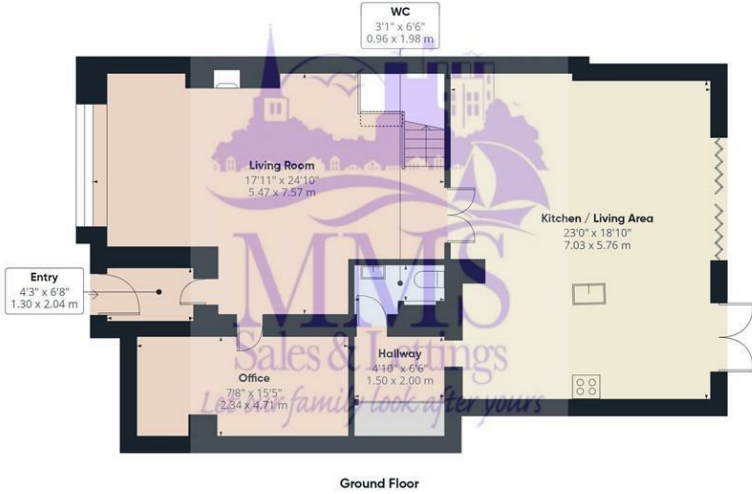 WC
3'1" x 6'6"
0.96 x 1.98 m
Living Room
17'11" x 24'10"
5.47 x 7.57 m
Kitchen / Living Area
23'0" x 18'10"
7.03 x 5.76 m
Entry
4'3" x 6'8"
1.30 x 2.04 m
MMS
Sales & Lettings
Let our family look after yours
Hallway
4'10" x 6'6"
1.50 x 2.00 m
Office
7'8" x 15'5"
2.34 x 4.71 m
Ground Floor